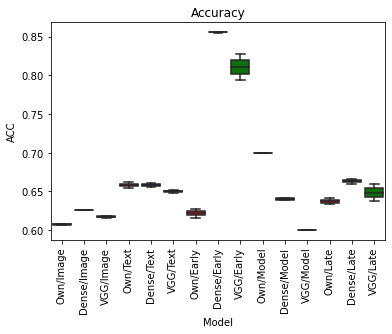 Accuracy
0.85
0.80
0.75
0.70
0.65
0.60
ACC
Own/Image
Dense/Image
VGG/Image
Own/Text
Dense/Text
VGG/Text
Own/Early
Dense/Early
VGG/Early
Own/Model
Dense/Model
VGG/Model
Own/Late
Dense/Late
VGG/Late
Model